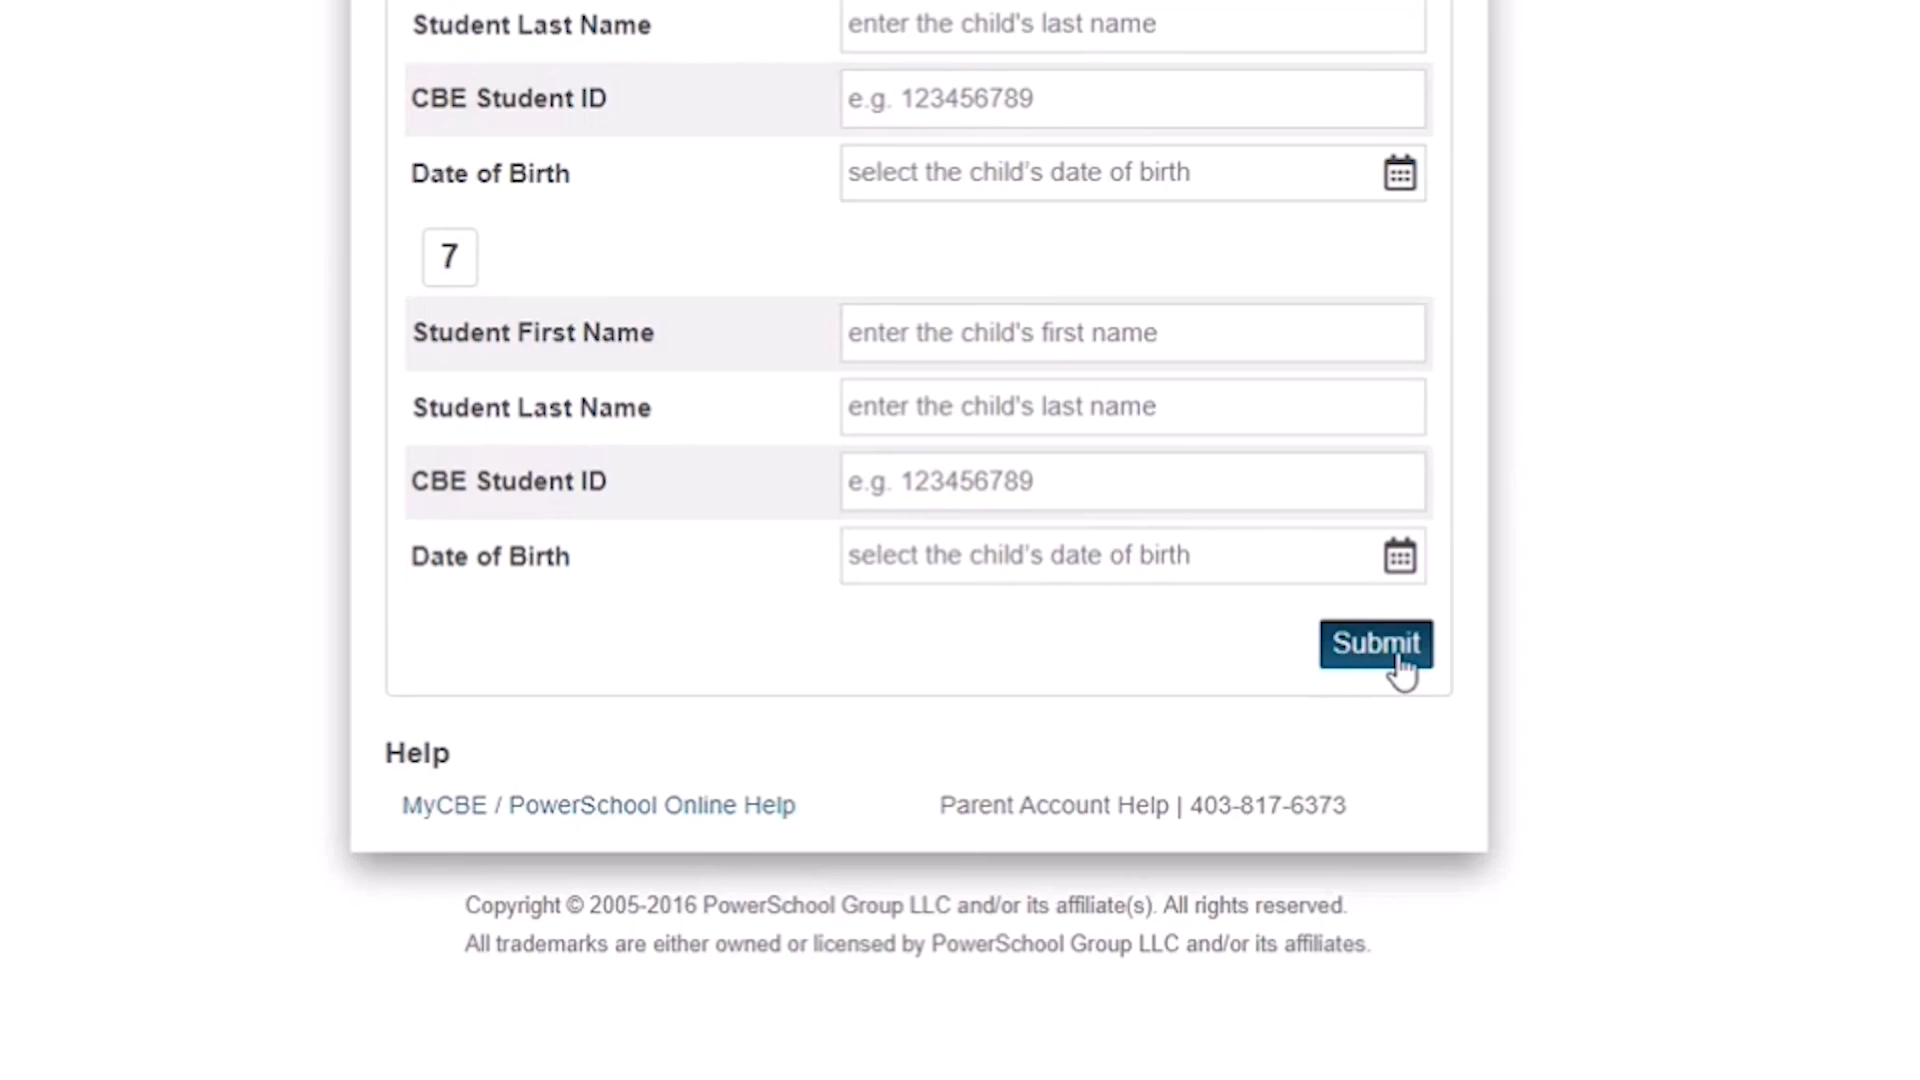 Student Last Name enter the child's last name
CBE Student ID e.g. 123456789
Date of Birth select the child's date of birth
7
Student First Name enter the child's first name
Student Last Name enter the child's last name
CBE Student ID e.g. 123456789
Date of Birth select the child's date of birth
Submit
Help
MyCBE / PowerSchool Online Help Parent Account Help | 403-817-6373
Copyright © 2005-2016 PowerSchool Group LLC and/or its affiliate(s). All rights reserved.
All trademarks are either owned or licensed by PowerSchool Group LLC and/or its affiliates.